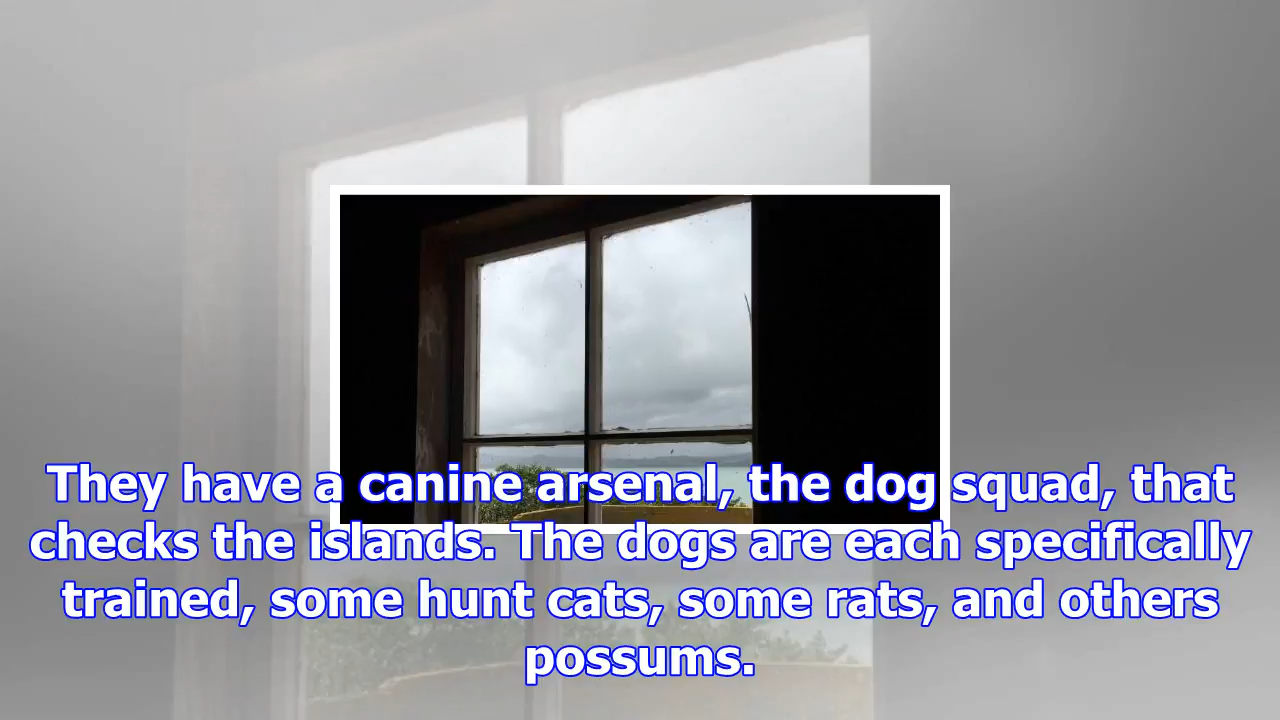 They have a canine arsenal, the dog squad, that
checks the islands. The dogs are each specifically
trained, some hunt cats, some rats, and others
possums.